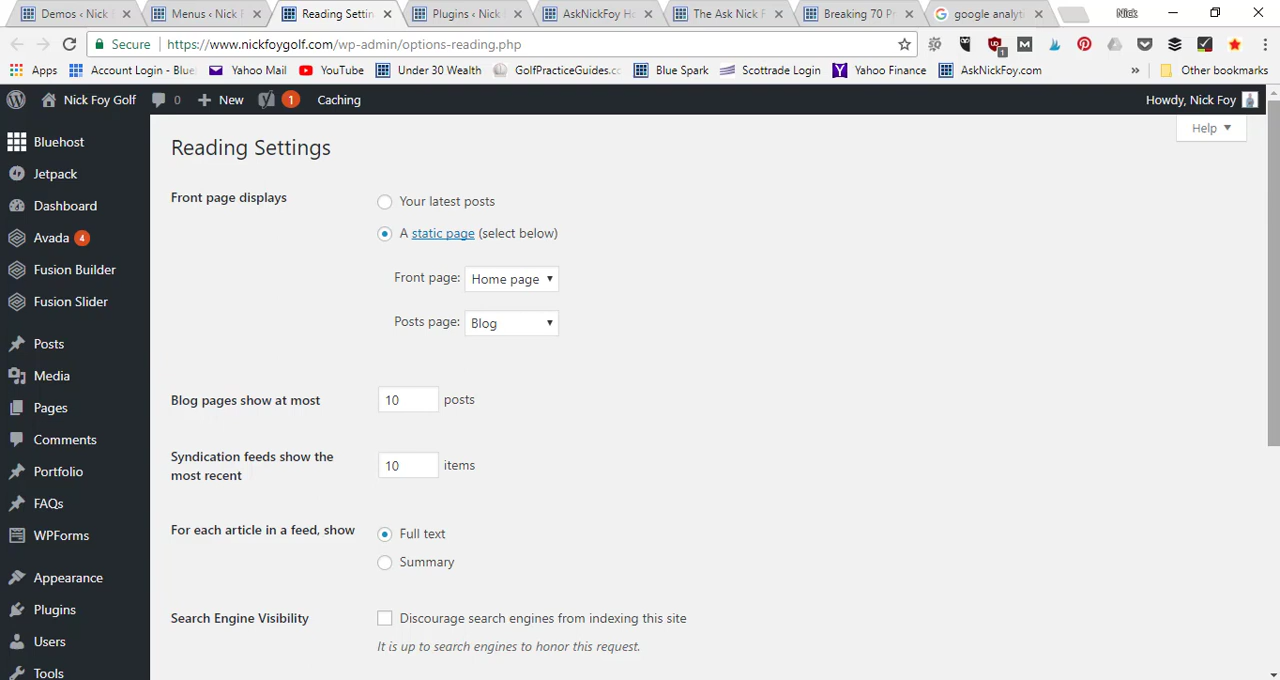 Demos ‹ Nick
Menus ‹ Nick F
Reading Settin
Plugins ‹ Nick
AskNickFoy Ho
The Ask Nick F
Breaking 70 Pr
google analyti
Nick
Secure
https://www.nickfoygolf.com/wp-admin/options-reading.php
1
Apps
Account Login - Blue
Yahoo Mail
YouTube
Under 30 Wealth
GolfPracticeGuides.cc
Blue Spark
Scottrade Login
Yahoo Finance
AskNickFoy.com
»
Other bookmarks
Nick Foy Golf
0
New
1
Caching
Howdy, Nick Foy
Help
Bluehost
Jetpack
Dashboard
Avada 4
Fusion Builder
Fusion Slider
Posts
Media
Pages
Comments
Portfolio
FAQs
WPForms
Appearance
Plugins
Users
Tools
Reading Settings
Front page displays
Your latest posts
A static page (select below)
Front page: Home page
Posts page: Blog
Blog pages show at most
10 posts
Syndication feeds show the
most recent
10 items
For each article in a feed, show
Full text
Summary
Search Engine Visibility
Discourage search engines from indexing this site
It is up to search engines to honor this request.